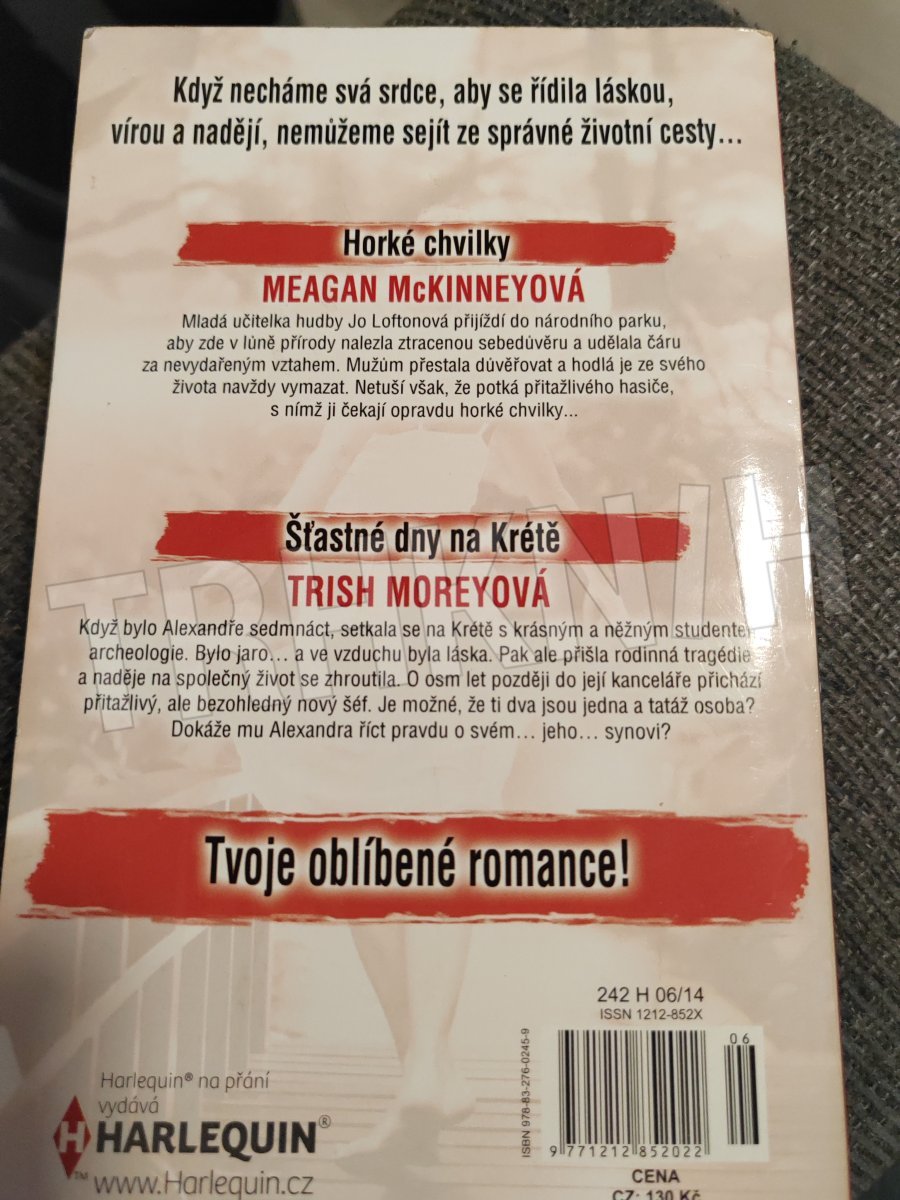 Když necháme svá srdce, aby se řídila láskou,
vírou a nadějí, nemůžeme sejít ze správné životní cesty...
Horké chvilky
MEAGAN McKINNEYOVÁ
Mladá učitelka hudby Jo Loftonová přijíždí do národního parku,
aby zde v lůně přírody nalezla ztracenou sebedůvěru a udělala čáru
za nevydařeným vztahem. Mužům přestala důvěřovat a hodlá je ze svého
života navždy vymazat. Netuší však, že potká přitažlivého hasiče,
s nímž ji čekají opravdu horké chvilky...
Šťastné dny na Krétě
TRISH MOREYOVÁ
Když bylo Alexandře sedmnáct, setkala se na Krétě s krásným a něžným studentem
archeologie. Bylo jaro... a ve vzduchu byla láska. Pak ale přišla rodinná tragédie
a naděje na společný život se zhroutila. O osm let později do její kanceláře přichází
přitažlivý, ale bezohledný nový šéf. Je možné, že ti dva jsou jedna a tatáž osoba?
Dokáže mu Alexandra říct pravdu o svém... jeho... synovi?
TRHKNIH
Tvoje oblíbené romance!
242 H 06/14
ISSN 1212-852X
06
ISBN 978-83-276-0245-9
9 771212 852022
Harlequin® na přání
vydává
H HARLEQUIN®
™ www.Harlequin.cz
CENA
CZ: 130 Kč